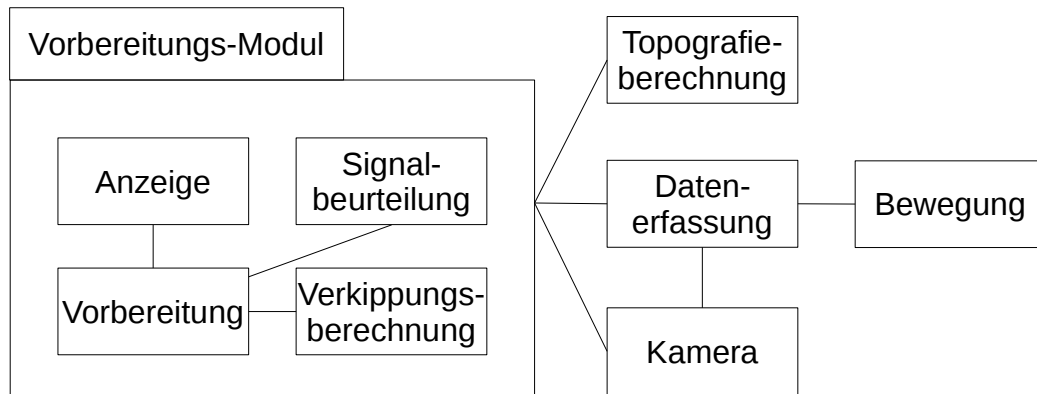 Vorbereitungs-Modul
Anzeige
Signal-
beurteilung
Vorbereitung
Verkippungs-
berechnung
Topografie-
berechnung
Daten-
erfassung
Bewegung
Kamera